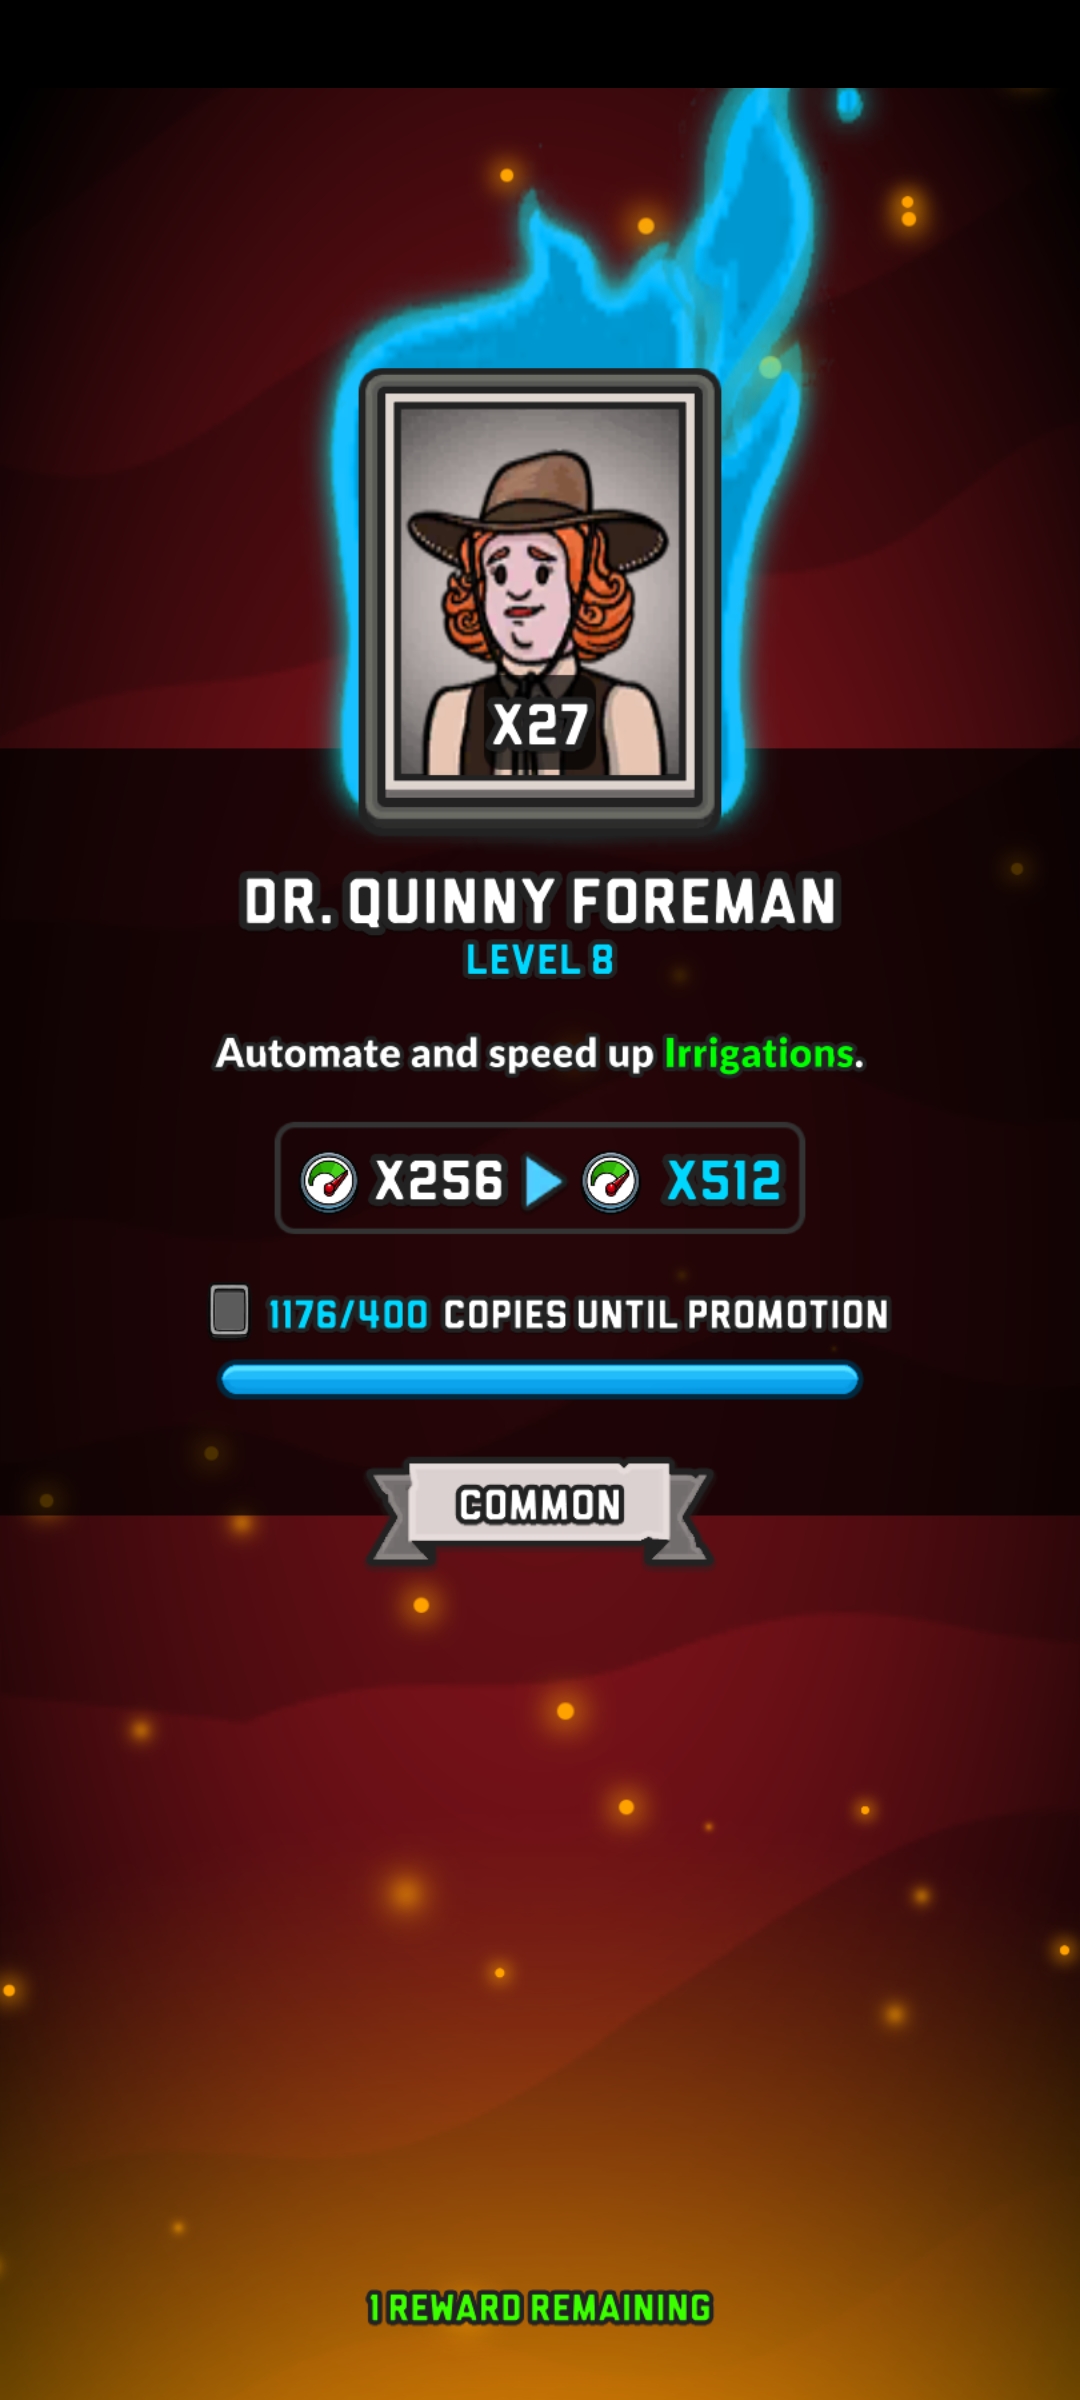 X27
DR. QUINNY FOREMAN
LEVEL 8
Automate and speed up Irrigations.
X256 X512
1176/400 COPIES UNTIL PROMOTION
COMMON
1 REWARD REMAINING